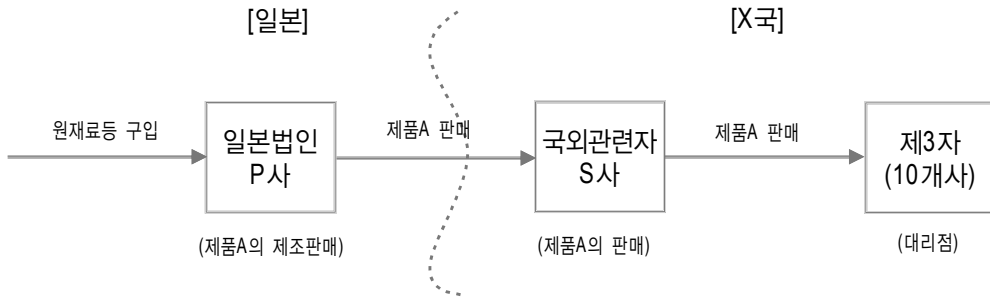 [일본]
[X국]
원재료등 구입
제품A 판매
제품A 판매
일본법인
P사
국외관련자
S사
제3자
(10개사)
(제품A의 제조판매)
(제품A의 판매)
(대리점)